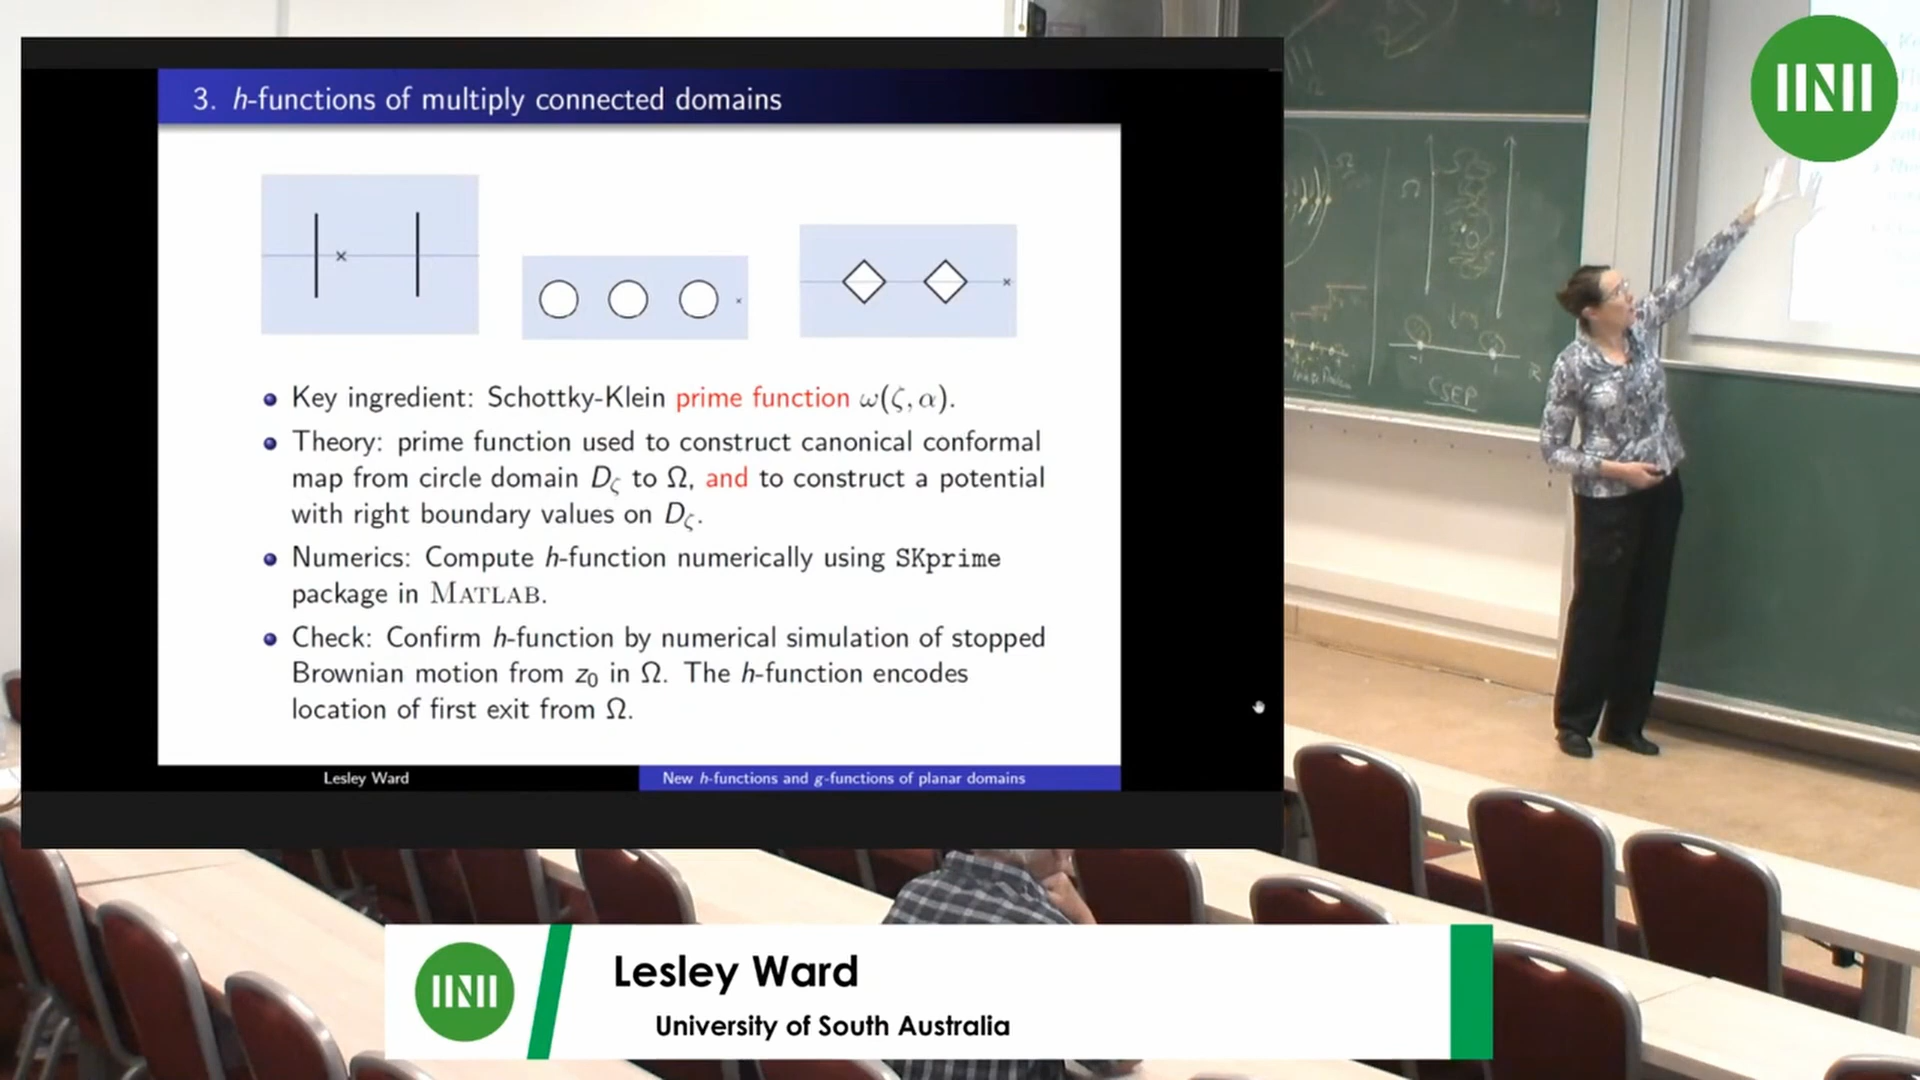 3. h-functions of multiply connected domains
Key ingredient: Schottky-Klein prime function ω(ζ, α).
Theory: prime function used to construct canonical conformal
map from circle domain Dζ to Ω, and to construct a potential
with right boundary values on Dζ.
Numerics: Compute h-function numerically using SKprime
package in MATLAB.
Check: Confirm h-function by numerical simulation of stopped
Brownian motion from z₀ in Ω. The h-function encodes
location of first exit from Ω.
Lesley Ward
New h-functions and g-functions of planar domains
Ω
Ω
CSEP
Lesley Ward
University of South Australia